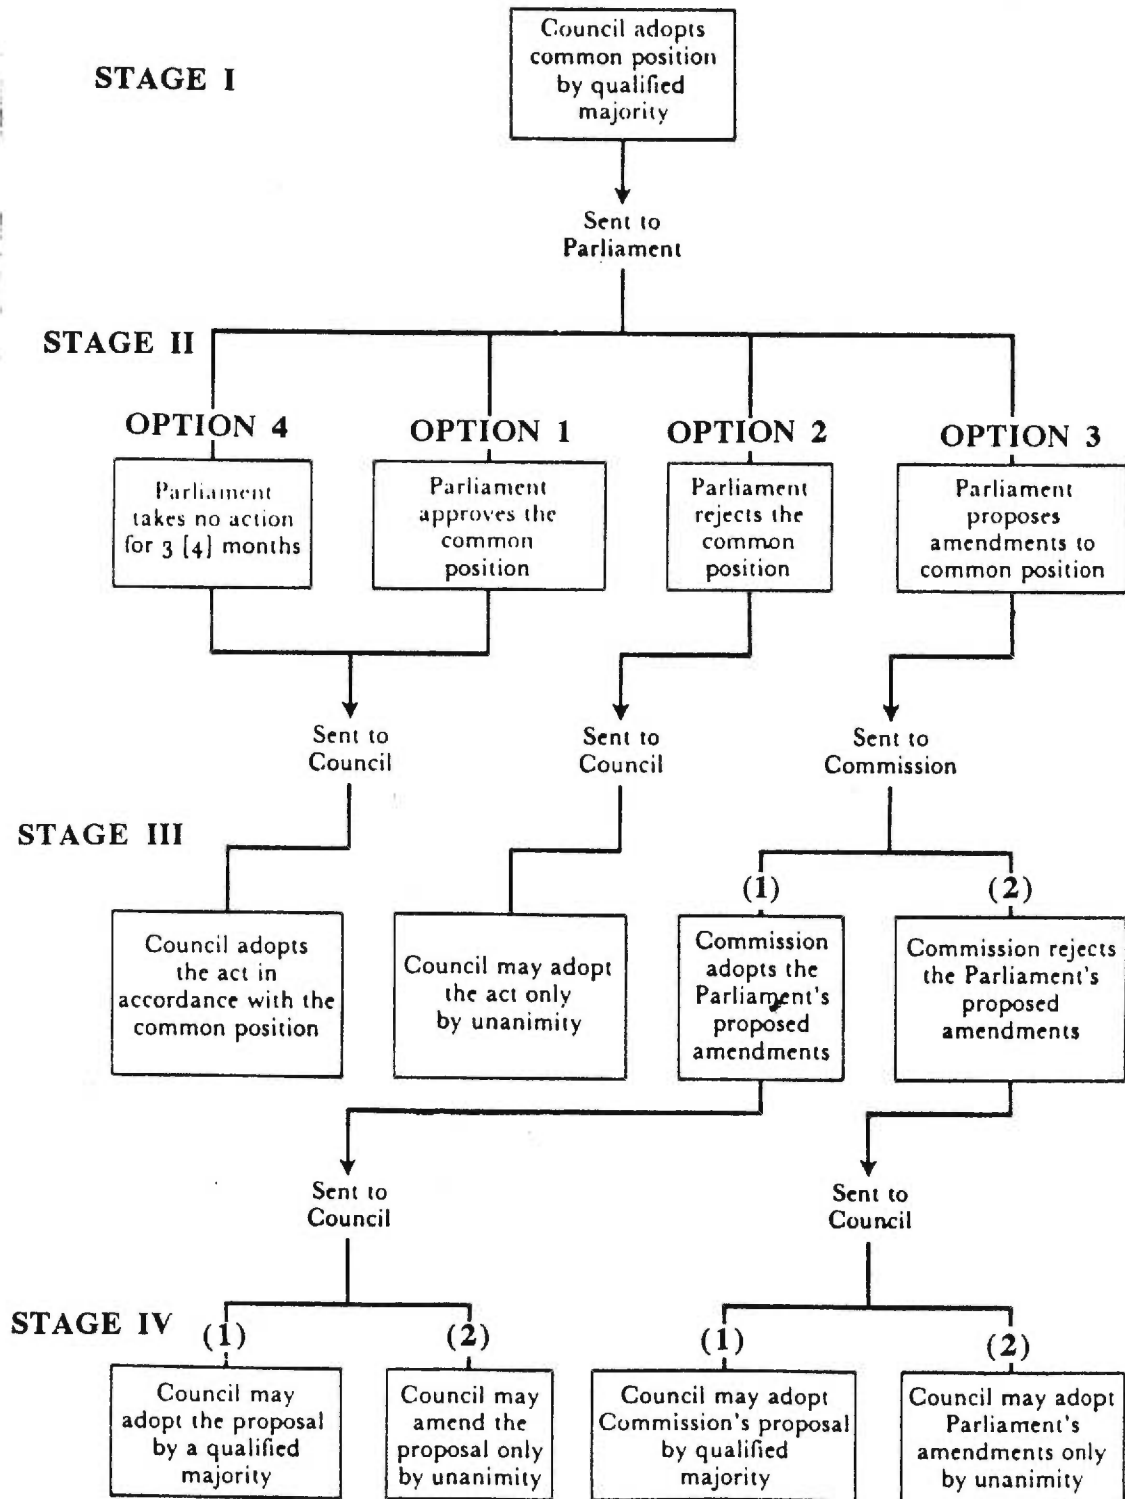 STAGE I
Council adopts
common position
by qualified
majority
Sent to
Parliament
STAGE II
OPTION 4
Parliament
takes no action
for 3 [4] months
OPTION 1
Parliament
approves the
common
position
OPTION 2
Parliament
rejects the
common
position
OPTION 3
Parliament
proposes
amendments to
common position
Sent to
Council
Sent to
Council
Sent to
Commission
STAGE III
Council adopts
the act in
accordance with the
common position
Council may adopt
the act only
by unanimity
(1)
Commission
adopts the
Parliament's
proposed
amendments
(2)
Commission rejects
the Parliament's
proposed
amendments
Sent to
Council
Sent to
Council
STAGE IV
(1)
Council may
adopt the proposal
by a qualified
majority
(2)
Council may
amend the
proposal only
by unanimity
(1)
Council may adopt
Commission's proposal
by qualified
majority
(2)
Council may adopt
Parliament's
amendments only
by unanimity